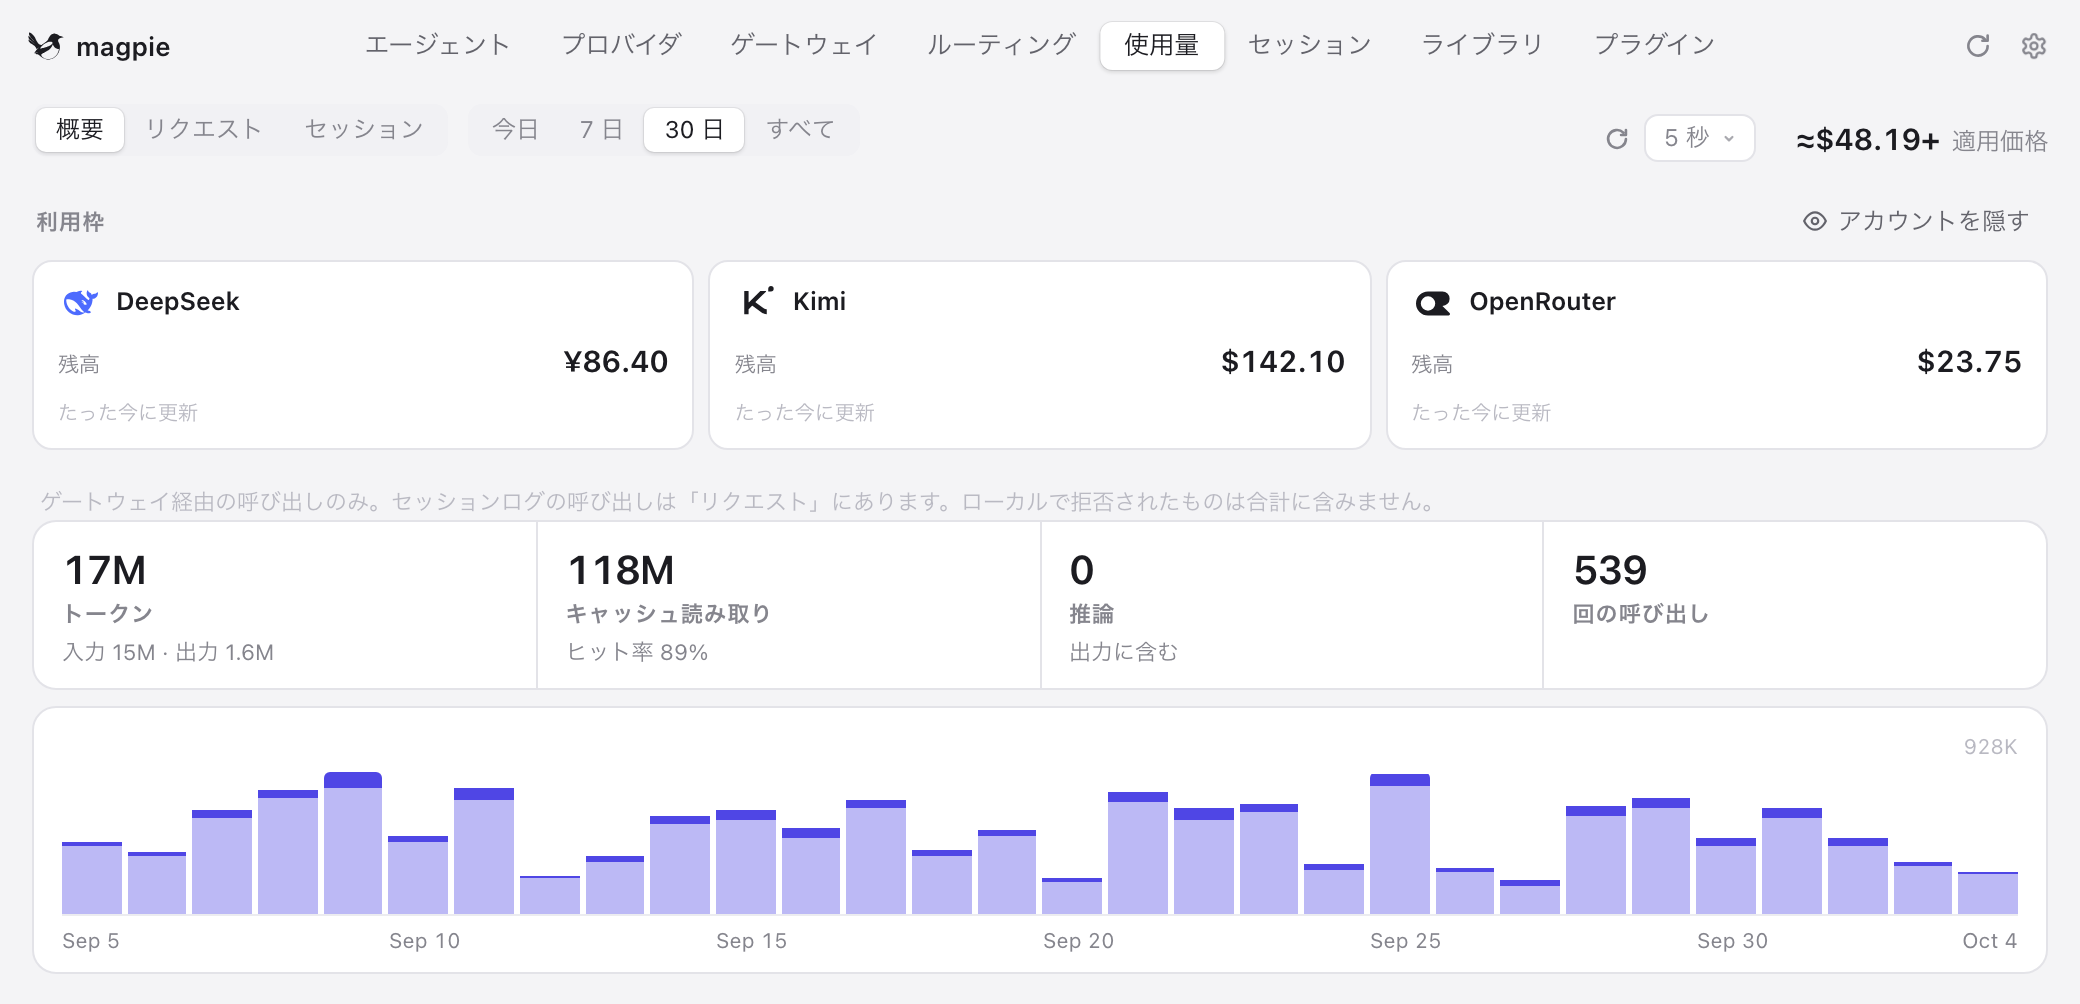 magpie
エージェント プロバイダ ゲートウェイ ルーティング 使用量 セッション ライブラリ プラグイン
概要 リクエスト セッション 今日 7 日 30 日 すべて
5 秒 ≈$48.19+ 適用価格
利用枠
アカウントを隠す
DeepSeek
残高 ¥86.40
たった今に更新
Kimi
残高 $142.10
たった今に更新
OpenRouter
残高 $23.75
たった今に更新
ゲートウェイ経由の呼び出しのみ。セッションログの呼び出しは「リクエスト」にあります。ローカルで拒否されたものは合計に含みません。
17M
トークン
入力 15M · 出力 1.6M
118M
キャッシュ読み取り
ヒット率 89%
0
推論
出力に含む
539
回の呼び出し
928K
Sep 5 Sep 10 Sep 15 Sep 20 Sep 25 Sep 30 Oct 4